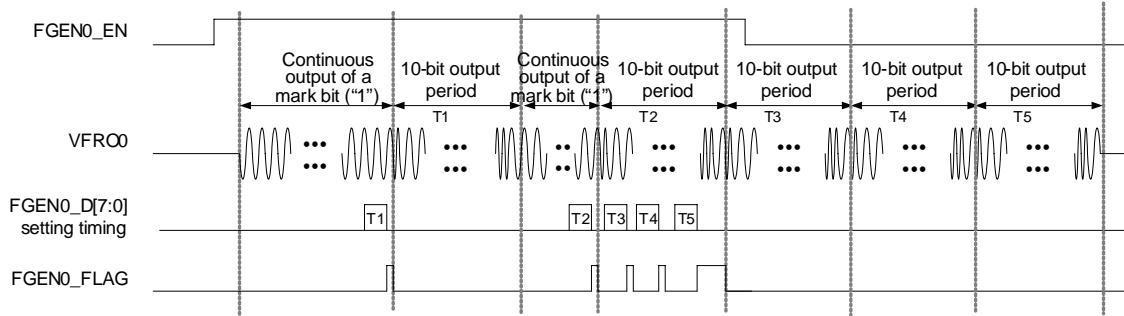 FGEN0_EN
Continuous
output of a
mark bit ("1")
10-bit output
period
Continuous
output of a
mark bit ("1")
10-bit output
period
10-bit output
period
10-bit output
period
10-bit output
period
T1
T2
T3
T4
T5
VFRO0
FGEN0_D[7:0]
setting timing
T1
T2
T3
T4
T5
FGEN0_FLAG